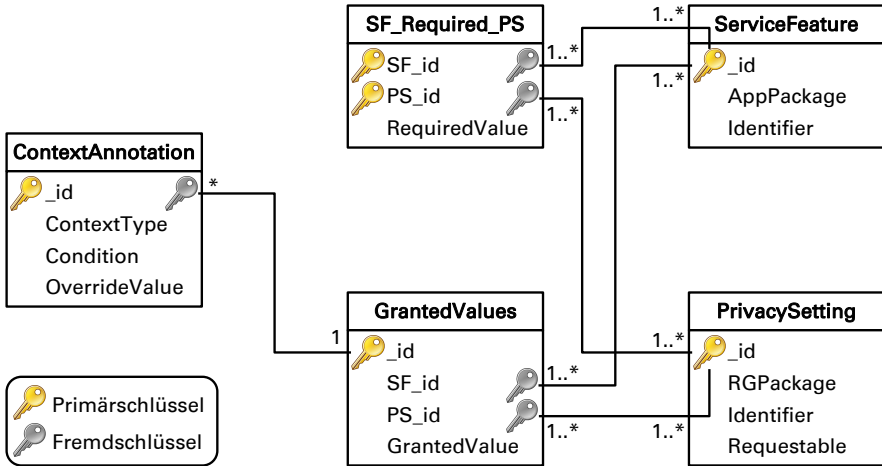 SF_Required_PS
SF_id
PS_id
RequiredValue
1..*
1..*
1..*
1..*
ServiceFeature
_id
AppPackage
Identifier
ContextAnnotation
_id
ContextType
Condition
OverrideValue
*
1
GrantedValues
_id
SF_id
PS_id
GrantedValue
1..*
1..*
1..*
1..*
PrivacySetting
_id
RGPackage
Identifier
Requestable
Primärschlüssel
Fremdschlüssel